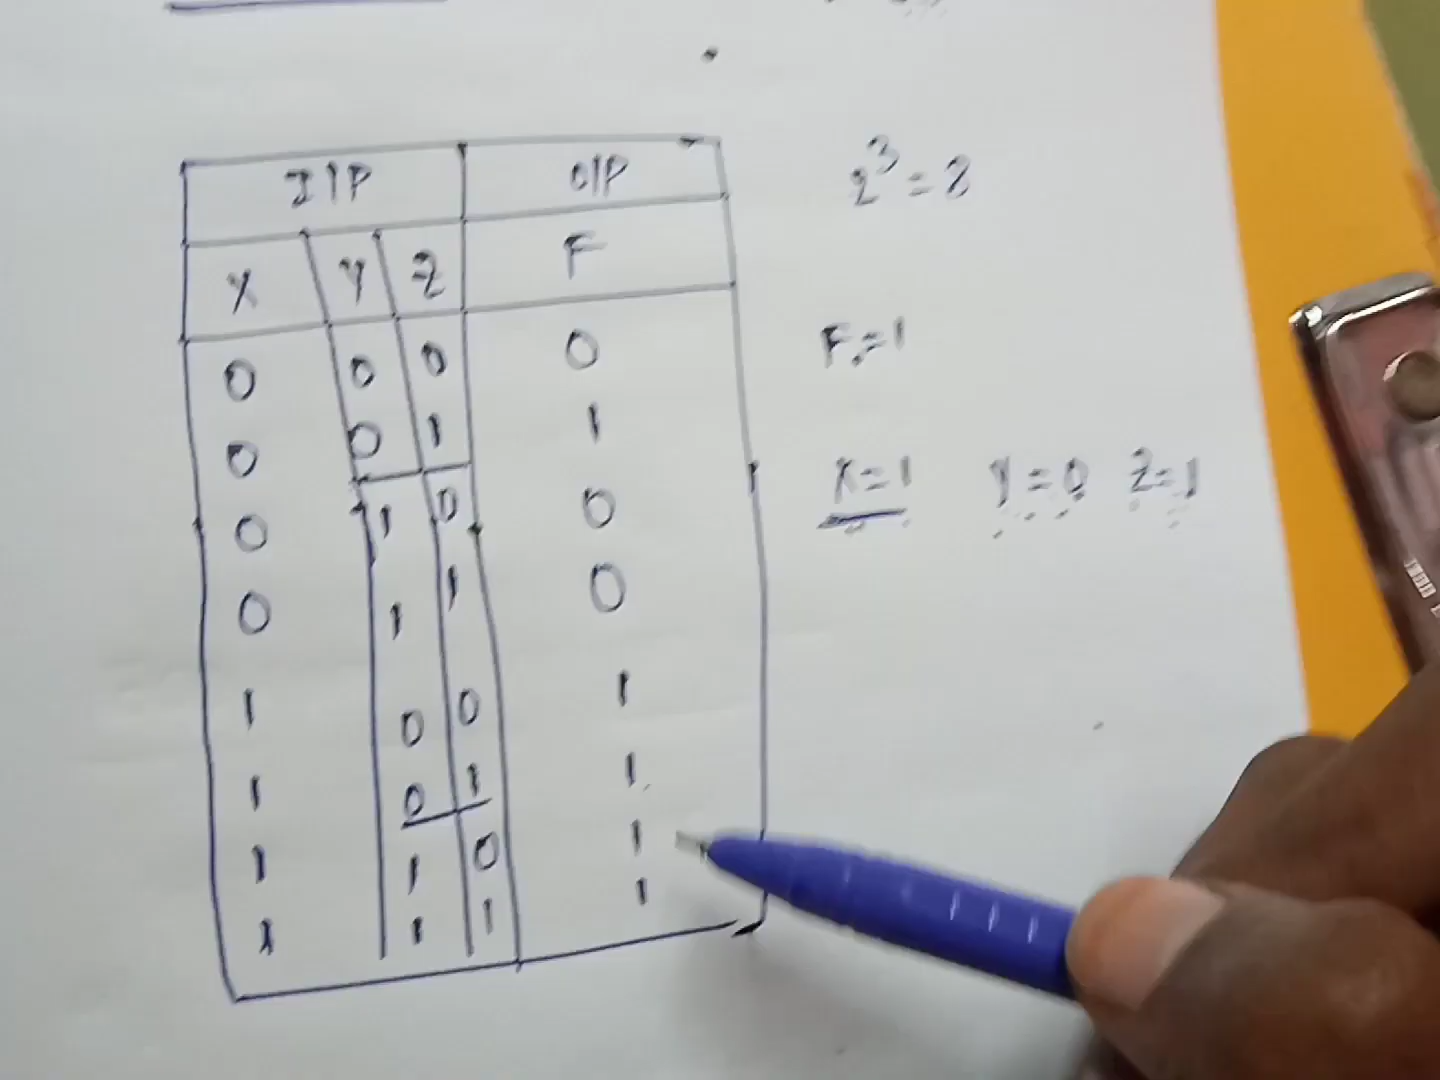 I/P O/P
X Y Z F
0 0 0 0
0 0 1 1
0 1 0 0
0 1 1 0
1 0 0 1
1 0 1 1
1 1 0 1
1 1 1 1
2³ = 8
F = 1
X = 1 Y = 0 Z = 1